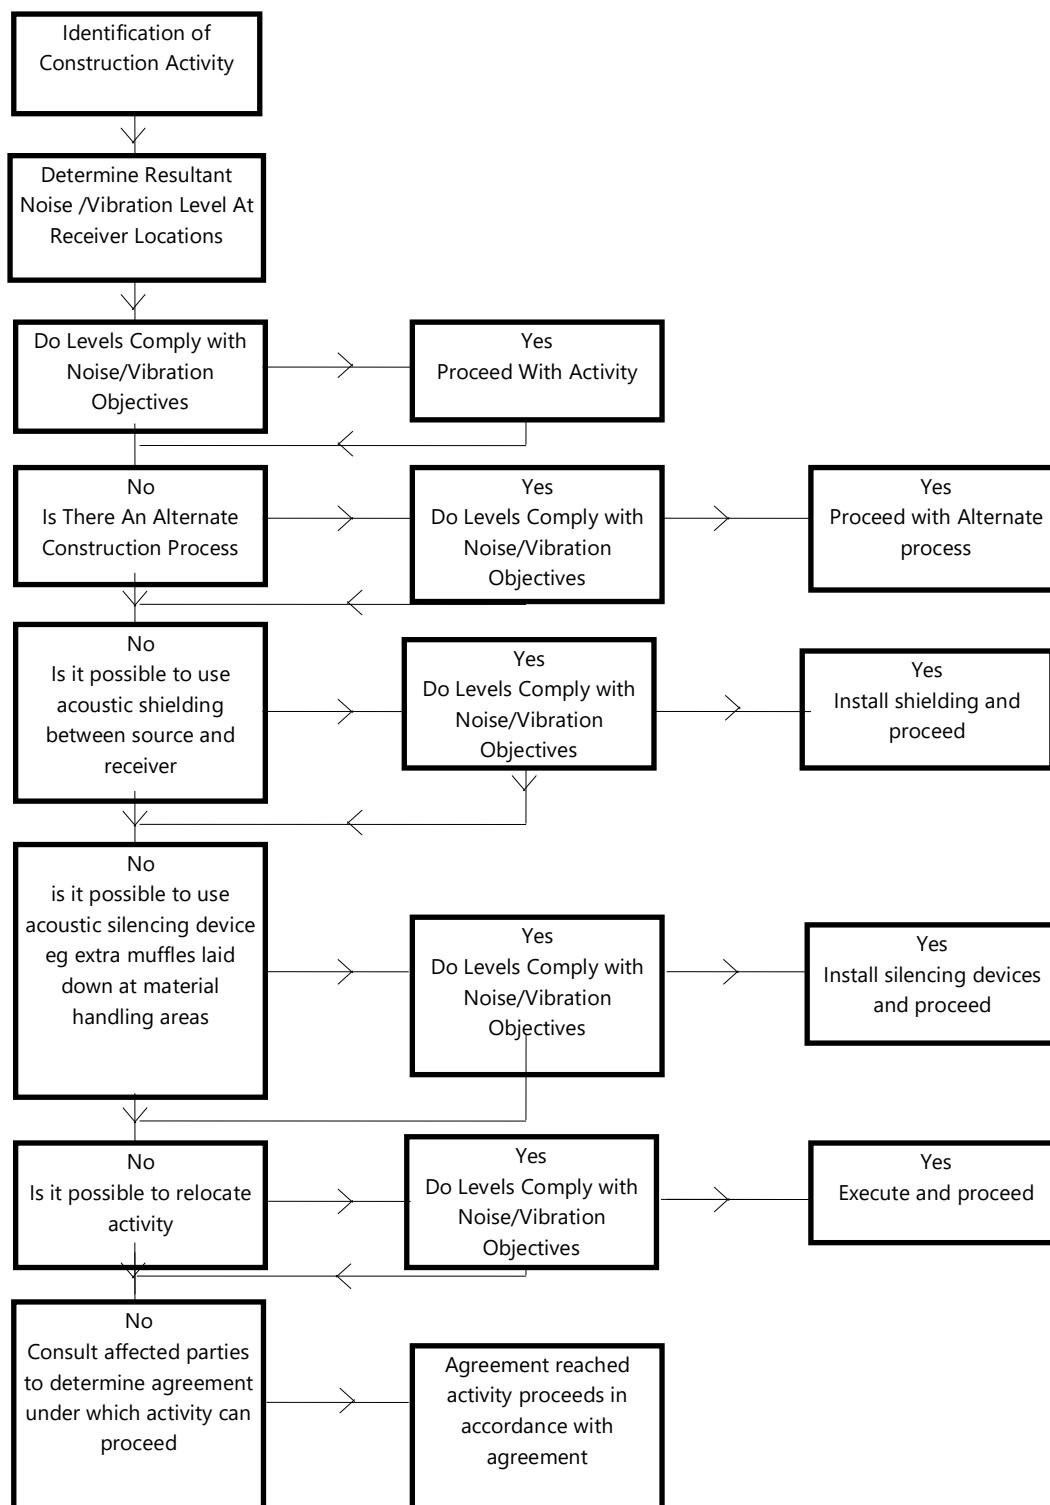 Identification of
Construction Activity
Determine Resultant
Noise /Vibration Level At
Receiver Locations
Do Levels Comply with
Noise/Vibration
Objectives
Yes
Proceed With Activity
No
Is There An Alternate
Construction Process
Yes
Do Levels Comply with
Noise/Vibration
Objectives
Yes
Proceed with Alternate
process
No
Is it possible to use
acoustic shielding
between source and
receiver
Yes
Do Levels Comply with
Noise/Vibration
Objectives
Yes
Install shielding and
proceed
No
is it possible to use
acoustic silencing device
eg extra muffles laid
down at material
handling areas
Yes
Do Levels Comply with
Noise/Vibration
Objectives
Yes
Install silencing devices
and proceed
No
Is it possible to relocate
activity
Yes
Do Levels Comply with
Noise/Vibration
Objectives
Yes
Execute and proceed
No
Consult affected parties
to determine agreement
under which activity can
proceed
Agreement reached
activity proceeds in
accordance with
agreement